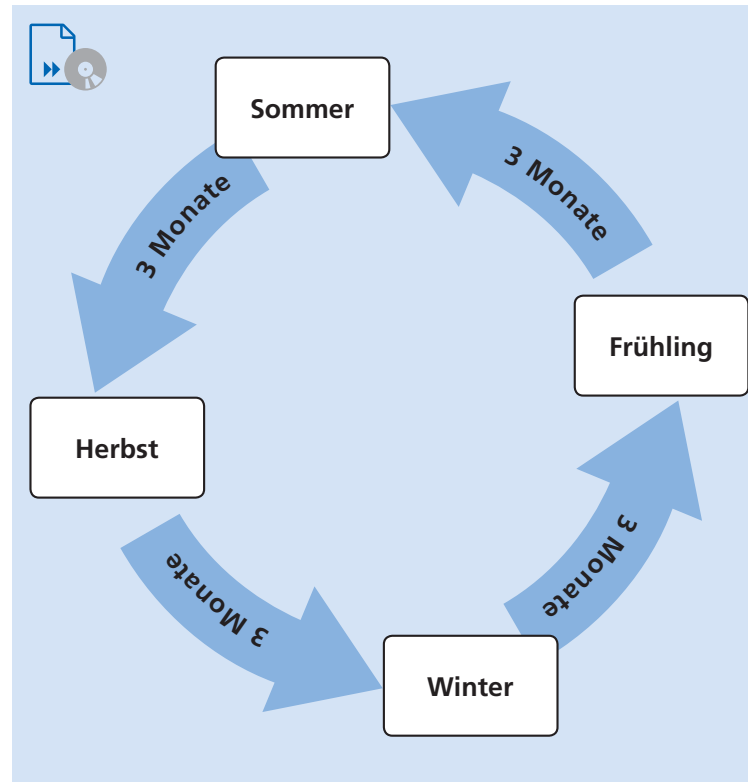 Sommer
3 Monate
3 Monate
Frühling
Herbst
3 Monate
3 Monate
Winter